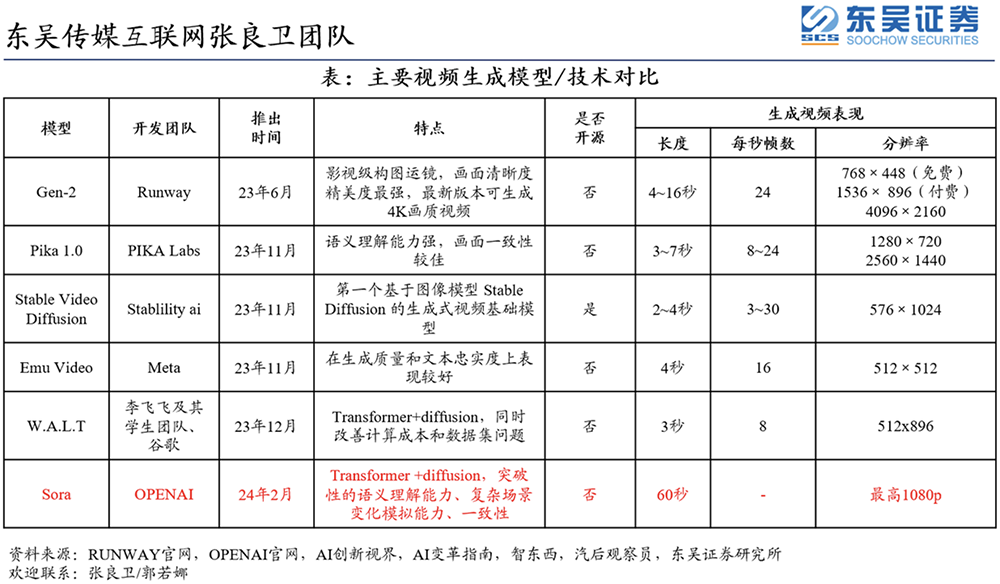 东吴传媒互联网张良卫团队
SCS
东吴证券
SOOCHOW SECURITIES
表：主要视频生成模型/技术对比
模型
开发团队
推出
时间
特点
是否
开源
生成视频表现
长度
每秒帧数
分辨率
Gen-2
Runway
23年6月
影视级构图运镜，画面清晰度
精美度最强，最新版本可生成
4K画质视频
否
4~16秒
24
768 × 448（免费）
1536 × 896（付费）
4096 × 2160
Pika 1.0
PIKA Labs
23年11月
语义理解能力强，画面一致性
较佳
否
3~7秒
8~24
1280 × 720
2560 × 1440
Stable Video
Diffusion
Stablility ai
23年11月
第一个基于图像模型 Stable
Diffusion 的生成式视频基础模
型
是
2~4秒
3~30
576 × 1024
Emu Video
Meta
23年11月
在生成质量和文本忠实度上表
现较好
否
4秒
16
512 × 512
W.A.L.T
李飞飞及其
学生团队、
谷歌
23年12月
Transformer+diffusion，同时
改善计算成本和数据集问题
否
3秒
8
512x896
Sora
OPENAI
24年2月
Transformer +diffusion，突破
性的语义理解能力、复杂场景
变化模拟能力、一致性
否
60秒
-
最高1080p
资料来源：RUNWAY官网，OPENAI官网，AI创新视界，AI变革指南，智东西，汽后观察员，东吴证券研究所
欢迎联系：张良卫/郭若娜